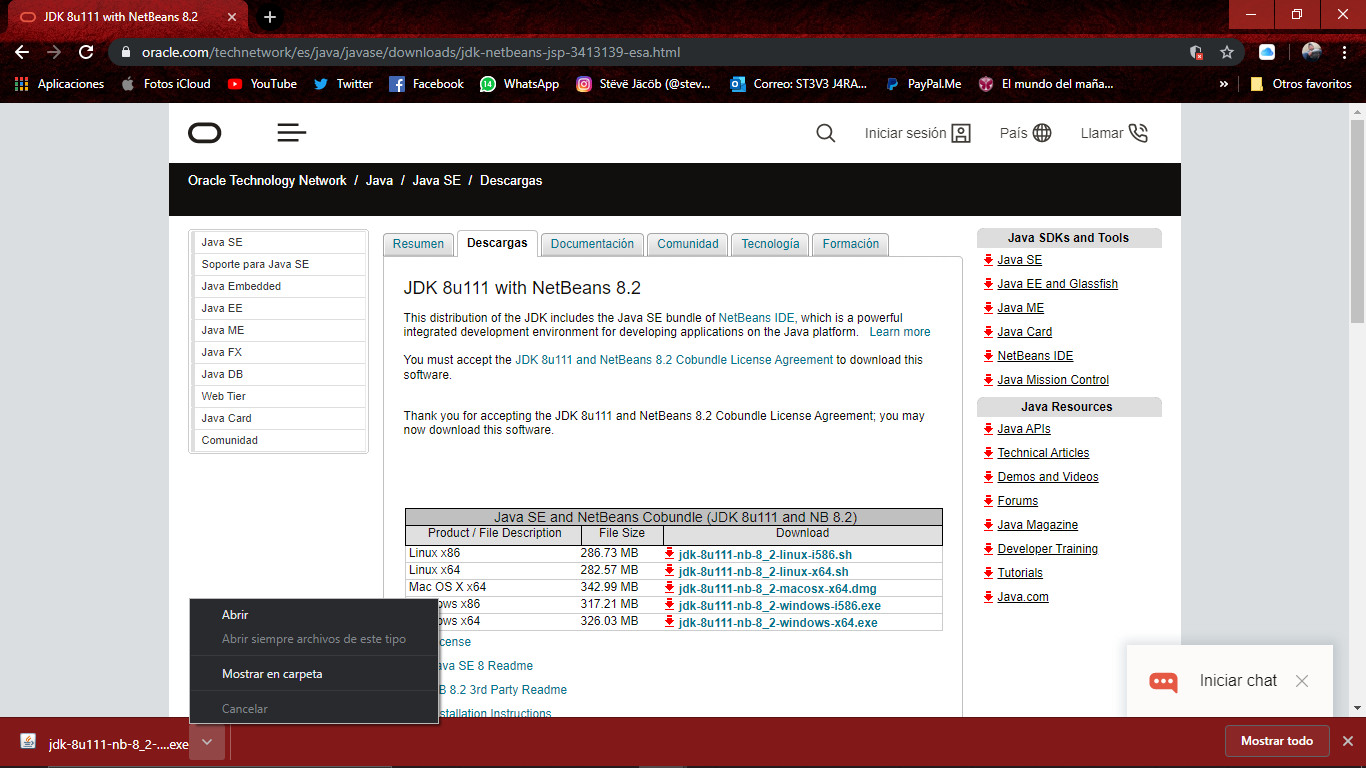 JDK 8u111 with NetBeans 8.2
oracle.com/technetwork/es/java/javase/downloads/jdk-netbeans-jsp-3413139-esa.html
Aplicaciones
Fotos iCloud
YouTube
Twitter
Facebook
14
WhatsApp
Stëvë Jäcöb (@stev...
Correo: ST3V3 J4RA...
PayPal.Me
El mundo del maña...
»
Otros favoritos
Iniciar sesión
País
Llamar
Oracle Technology Network / Java / Java SE / Descargas
Java SE
Soporte para Java SE
Java Embedded
Java EE
Java ME
Java FX
Java DB
Web Tier
Java Card
Comunidad
Resumen
Descargas
Documentación
Comunidad
Tecnología
Formación
JDK 8u111 with NetBeans 8.2
This distribution of the JDK includes the Java SE bundle of NetBeans IDE, which is a powerful
integrated development environment for developing applications on the Java platform. Learn more
You must accept the JDK 8u111 and NetBeans 8.2 Cobundle License Agreement to download this
software.
Thank you for accepting the JDK 8u111 and NetBeans 8.2 Cobundle License Agreement; you may
now download this software.
Java SE and NetBeans Cobundle (JDK 8u111 and NB 8.2)
Product / File Description File Size Download
Linux x86 286.73 MB jdk-8u111-nb-8_2-linux-i586.sh
Linux x64 282.57 MB jdk-8u111-nb-8_2-linux-x64.sh
Mac OS X x64 342.99 MB jdk-8u111-nb-8_2-macosx-x64.dmg
ows x86 317.21 MB jdk-8u111-nb-8_2-windows-i586.exe
ows x64 326.03 MB jdk-8u111-nb-8_2-windows-x64.exe
cense
ava SE 8 Readme
B 8.2 3rd Party Readme
stallation Instructions
Java SDKs and Tools
Java SE
Java EE and Glassfish
Java ME
Java Card
NetBeans IDE
Java Mission Control
Java Resources
Java APIs
Technical Articles
Demos and Videos
Forums
Java Magazine
Developer Training
Tutorials
Java.com
Abrir
Abrir siempre archivos de este tipo
Mostrar en carpeta
Cancelar
Iniciar chat
jdk-8u111-nb-8_2-....exe
Mostrar todo